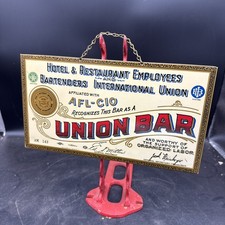 HOTEL & RESTAURANT EMPLOYEES
AND
BARTENDERS INTERNATIONAL UNION
AFFILIATED WITH
AFL-CIO
RECOGNIZES THIS BAR AS A
UNION BAR
AND WORTHY OF
THE SUPPORT OF
ORGANIZED LABOR